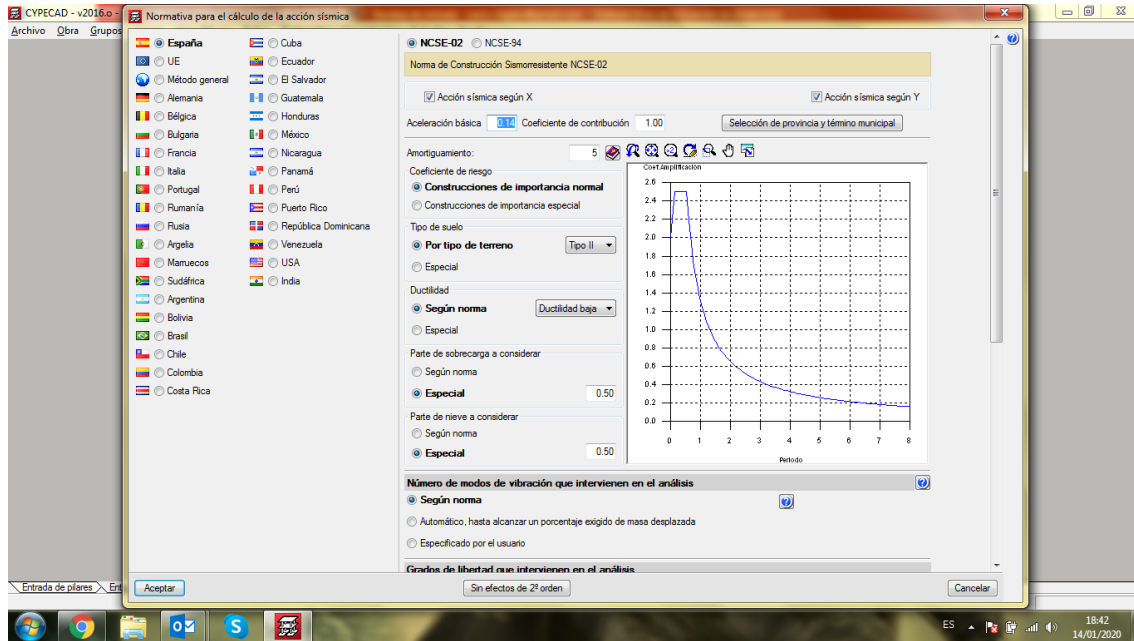 CYPECAD - v2016.o -
Normativa para el cálculo de la acción sísmica
Archivo Obra Grupos
España
UE
Método general
Alemania
Bélgica
Bulgaria
Francia
Italia
Portugal
Rumanía
Rusia
Argelia
Marruecos
Sudáfrica
Argentina
Bolivia
Brasil
Chile
Colombia
Costa Rica
Cuba
Ecuador
El Salvador
Guatemala
Honduras
México
Nicaragua
Panamá
Perú
Puerto Rico
República Dominicana
Venezuela
USA
India
NCSE-02 NCSE-94
Norma de Construcción Sismorresistente NCSE-02
Acción sísmica según X Acción sísmica según Y
Aceleración básica 0.14 Coeficiente de contribución 1.00 Selección de provincia y término municipal
Amortiguamiento: 5
Coeficiente de riesgo
Construcciones de importancia normal
Construcciones de importancia especial
Tipo de suelo
Por tipo de terreno Tipo II
Especial
Ductilidad
Según norma Ductilidad baja
Especial
Parte de sobrecarga a considerar
Según norma
Especial 0.50
Parte de nieve a considerar
Según norma
Especial 0.50
Coef.Amplificación
2.6
2.4
2.2
2.0
1.8
1.6
1.4
1.2
1.0
0.8
0.6
0.4
0.2
0.0
0 1 2 3 4 5 6 7 8
Periodo
Número de modos de vibración que intervienen en el análisis
Según norma
Automático, hasta alcanzar un porcentaje exigido de masa desplazada
Especificado por el usuario
Grados de libertad que intervienen en el análisis
Entrada de pilares Ent
Aceptar Sin efectos de 2ª orden Cancelar
ES 18:42
14/01/2020